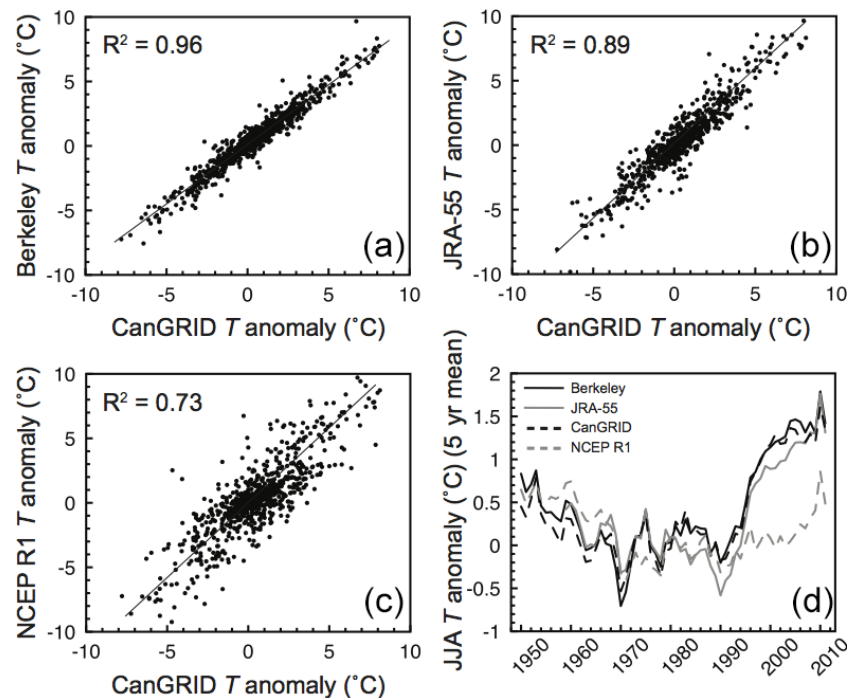 R² = 0.96
Berkeley T anomaly (˚C)
10
5
0
-5
-10
(a)
-10
-5
0
5
10
CanGRID T anomaly (˚C)
R² = 0.89
JRA-55 T anomaly (˚C)
10
5
0
-5
-10
(b)
-10
-5
0
5
10
CanGRID T anomaly (˚C)
R² = 0.73
NCEP R1 T anomaly (˚C)
10
5
0
-5
-10
(c)
-10
-5
0
5
10
CanGRID T anomaly (˚C)
JJA T anomaly (˚C) (5 yr mean)
2
1.5
1
0.5
0
-0.5
-1
Berkeley
JRA-55
CanGRID
NCEP R1
(d)
1950
1960
1970
1980
1990
2000
2010